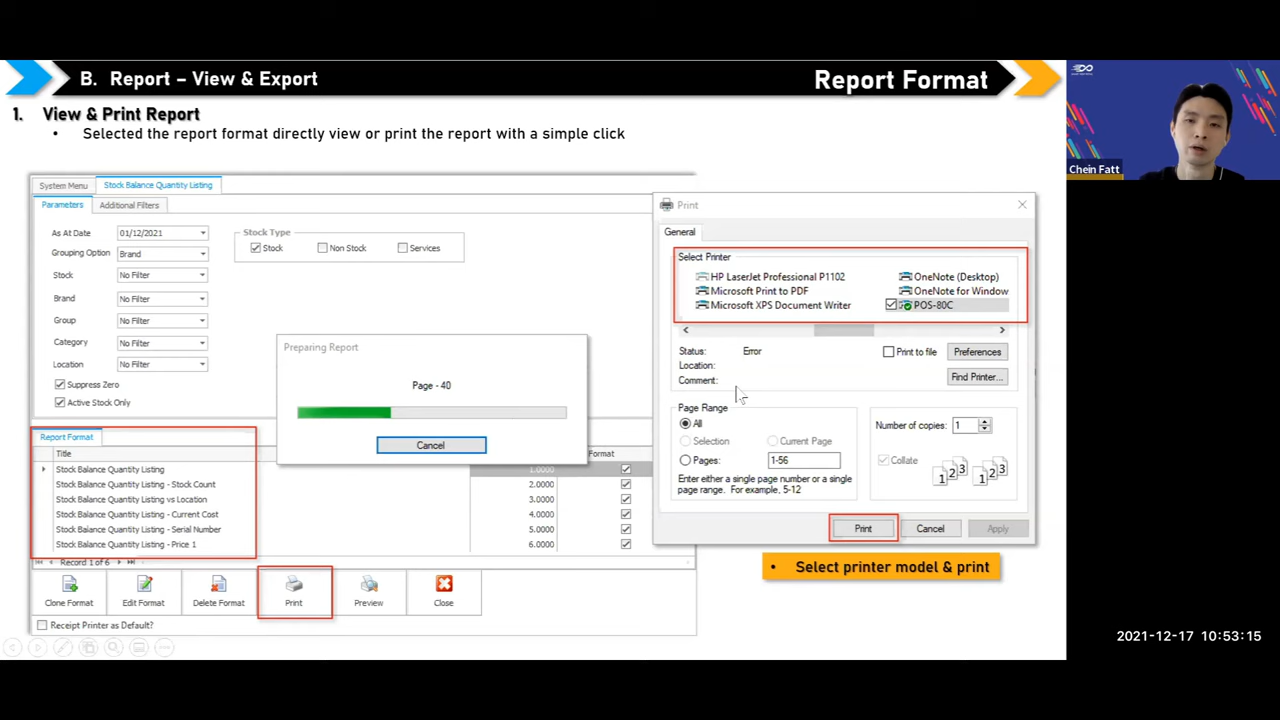 B. Report – View & Export
Report Format
1. View & Print Report
• Selected the report format directly view or print the report with a simple click
Chein Fatt
System Menu
Stock Balance Quantity Listing
Parameters
Additional Filters
As At Date
01/12/2021
Grouping Option
Brand
Stock
No Filter
Brand
No Filter
Group
No Filter
Category
No Filter
Location
No Filter
Suppress Zero
Active Stock Only
Stock Type
Stock
Non Stock
Services
Preparing Report
Page - 40
Cancel
Report Format
Title
Format
Stock Balance Quantity Listing
1.0000
Stock Balance Quantity Listing - Stock Count
2.0000
Stock Balance Quantity Listing vs Location
3.0000
Stock Balance Quantity Listing - Current Cost
4.0000
Stock Balance Quantity Listing - Serial Number
5.0000
Stock Balance Quantity Listing - Price 1
6.0000
Record 1 of 6
Clone Format
Edit Format
Delete Format
Print
Preview
Close
Receipt Printer as Default?
Print
General
Select Printer
HP LaserJet Professional P1102
OneNote (Desktop)
Microsoft Print to PDF
OneNote for Window
Microsoft XPS Document Writer
POS-80C
Status:
Error
Print to file
Preferences
Location:
Comment:
Find Printer...
Page Range
All
Selection
Current Page
Pages:
1-56
Enter either a single page number or a single
page range. For example, 5-12
Number of copies:
1
Collate
1 2 3
1 2 3
Print
Cancel
Apply
• Select printer model & print
2021-12-17 10:53:15